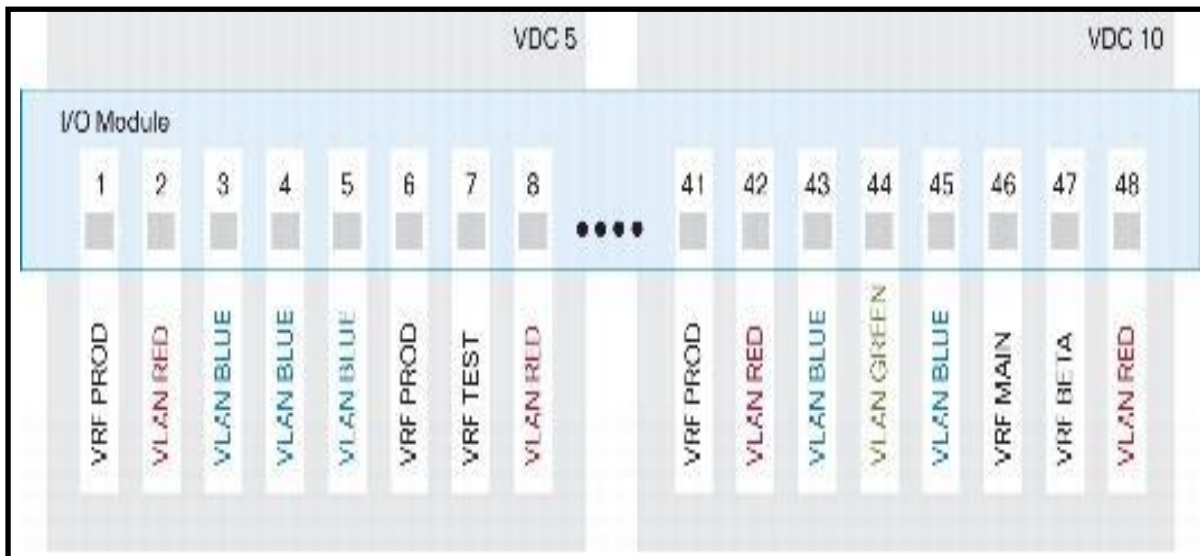 VDC 5
VDC 10
I/O Module
1 2 3 4 5 6 7 8 41 42 43 44 45 46 47 48
VRF PROD
VLAN RED
VLAN BLUE
VLAN BLUE
VLAN BLUE
VRF PROD
VRF TEST
VLAN RED
VRF PROD
VLAN RED
VLAN BLUE
VLAN GREEN
VLAN BLUE
VRF MAIN
VRF BETA
VLAN RED